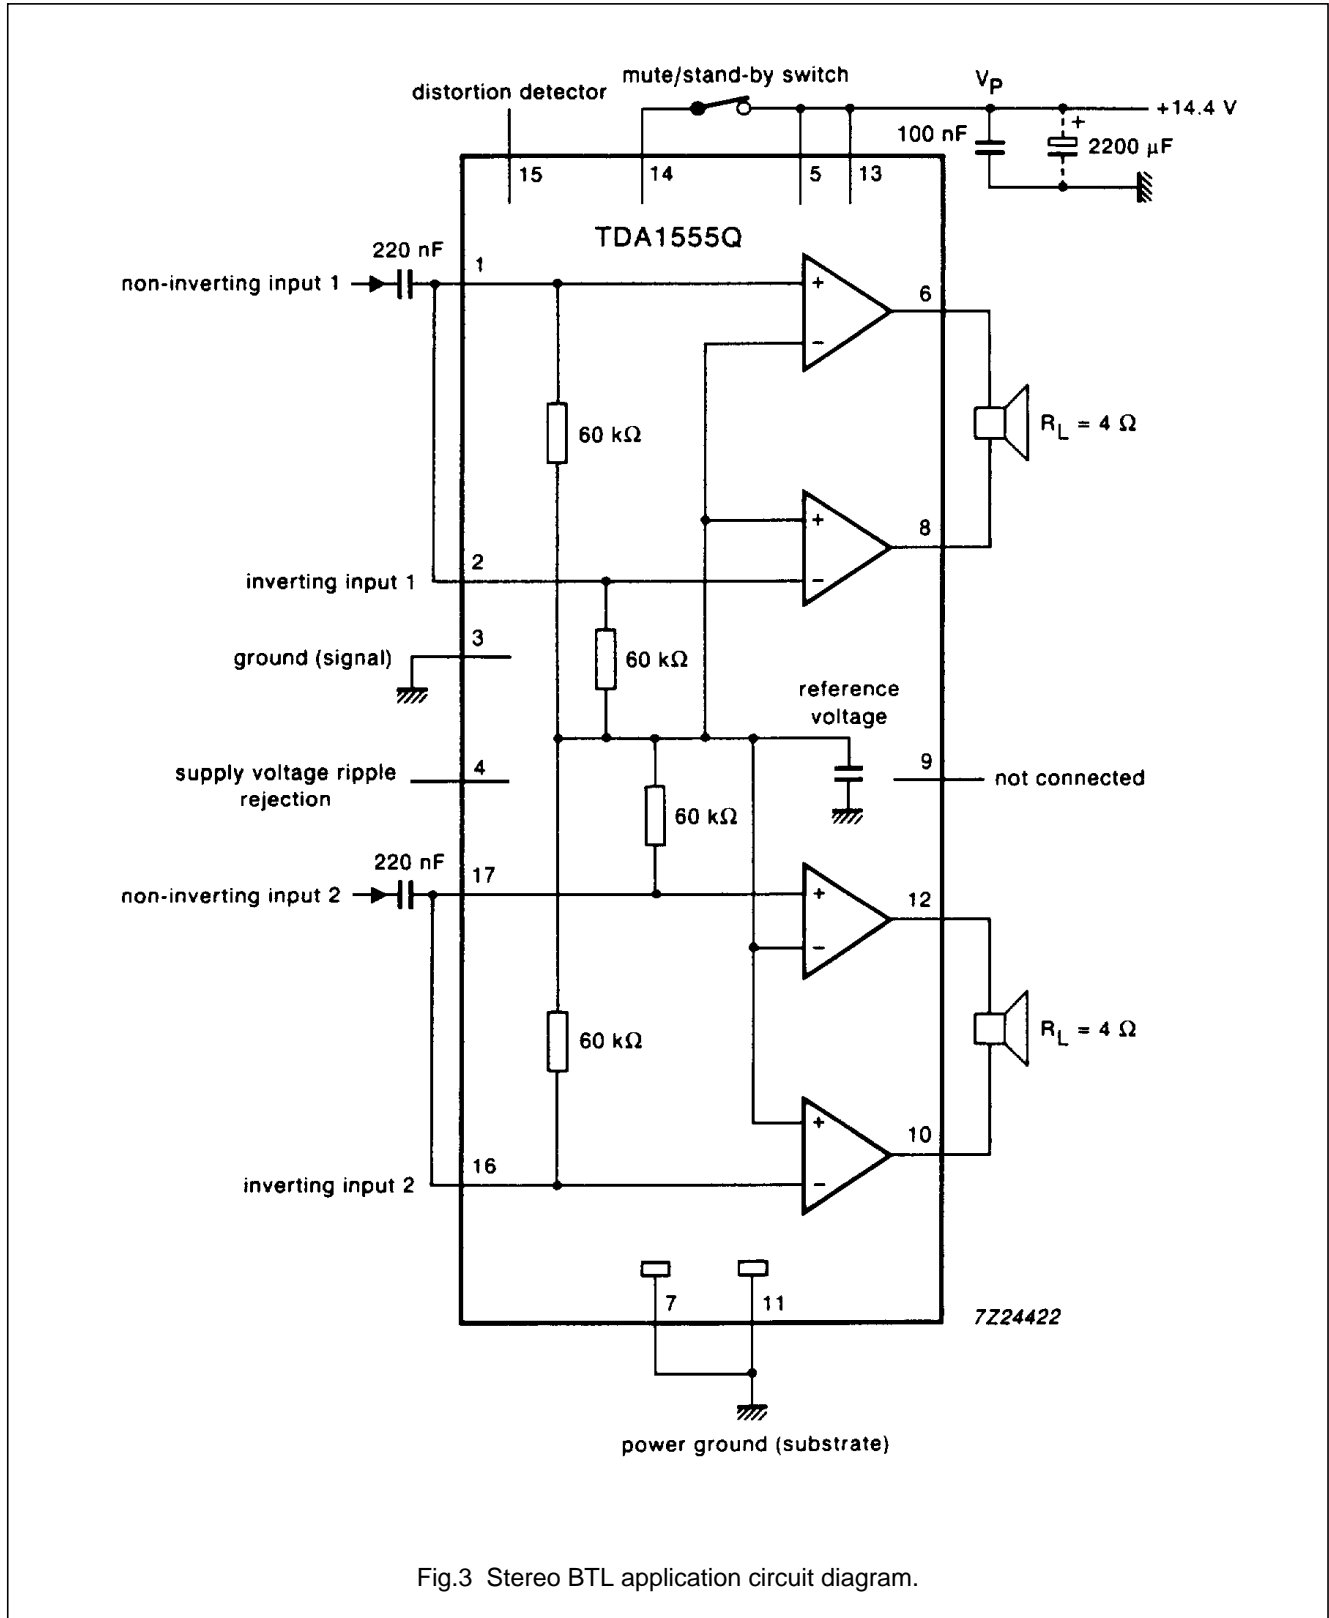 mute/stand-by switch
VP
distortion detector
+14.4 V
100 nF
+
2200 µF
15
14
5
13
TDA1555Q
220 nF
1
non-inverting input 1
+
6
−
60 kΩ
RL = 4 Ω
+
8
2
inverting input 1
−
3
ground (signal)
60 kΩ
reference
voltage
supply voltage ripple
rejection
4
9
not connected
60 kΩ
220 nF
17
non-inverting input 2
+
12
−
60 kΩ
RL = 4 Ω
+
10
16
inverting input 2
−
7
11
7Z24422
power ground (substrate)
Fig.3 Stereo BTL application circuit diagram.